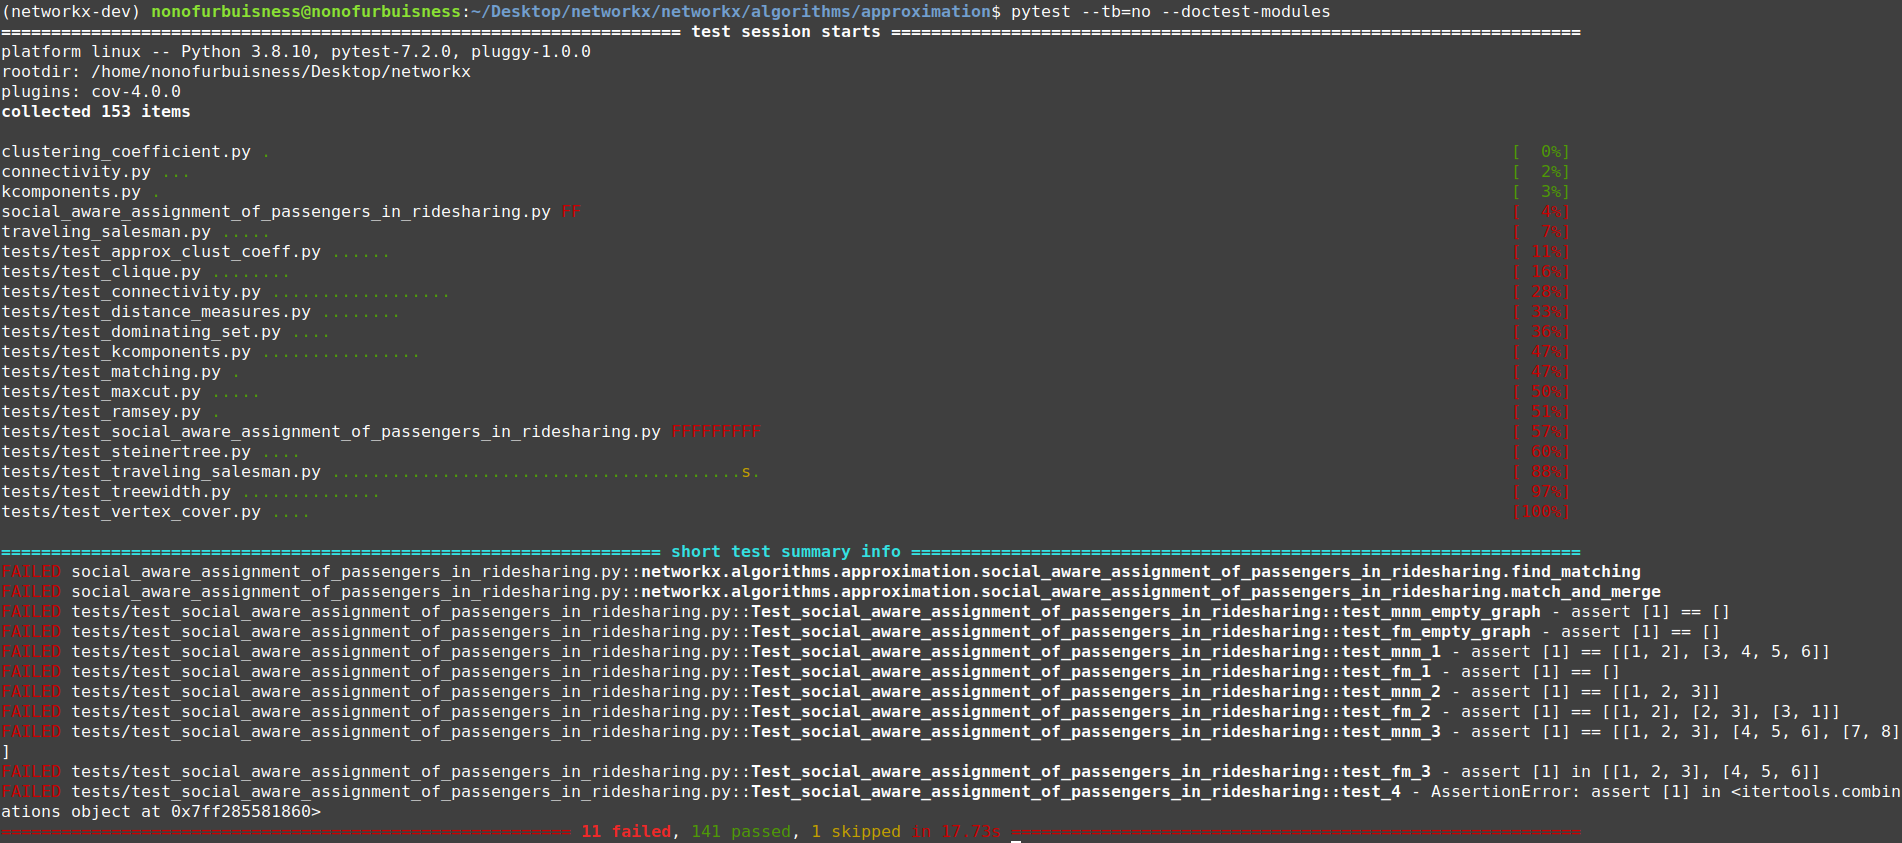 (networkx-dev) nonofurbuisness@nonofurbuisness:~/Desktop/networkx/networkx/algorithms/approximation$ pytest --tb=no --doctest-modules
==================================================================== test session starts =====================================================================
platform linux -- Python 3.8.10, pytest-7.2.0, pluggy-1.0.0
rootdir: /home/nonofurbuisness/Desktop/networkx
plugins: cov-4.0.0
collected 153 items
clustering_coefficient.py . [  0%]
connectivity.py ... [  2%]
kcomponents.py . [  3%]
social_aware_assignment_of_passengers_in_ridesharing.py FF [  4%]
traveling_salesman.py ..... [  7%]
tests/test_approx_clust_coeff.py ...... [ 11%]
tests/test_clique.py ........ [ 16%]
tests/test_connectivity.py .................. [ 28%]
tests/test_distance_measures.py ........ [ 33%]
tests/test_dominating_set.py .... [ 36%]
tests/test_kcomponents.py ................ [ 47%]
tests/test_matching.py . [ 47%]
tests/test_maxcut.py ..... [ 50%]
tests/test_ramsey.py . [ 51%]
tests/test_social_aware_assignment_of_passengers_in_ridesharing.py FFFFFFFFF [ 57%]
tests/test_steinertree.py .... [ 60%]
tests/test_traveling_salesman.py .........................................s. [ 88%]
tests/test_treewidth.py .............. [ 97%]
tests/test_vertex_cover.py .... [100%]
================================================================== short test summary info ===================================================================
FAILED social_aware_assignment_of_passengers_in_ridesharing.py::networkx.algorithms.approximation.social_aware_assignment_of_passengers_in_ridesharing.find_matching
FAILED social_aware_assignment_of_passengers_in_ridesharing.py::networkx.algorithms.approximation.social_aware_assignment_of_passengers_in_ridesharing.match_and_merge
FAILED tests/test_social_aware_assignment_of_passengers_in_ridesharing.py::Test_social_aware_assignment_of_passengers_in_ridesharing::test_mnm_empty_graph - assert [1] == []
FAILED tests/test_social_aware_assignment_of_passengers_in_ridesharing.py::Test_social_aware_assignment_of_passengers_in_ridesharing::test_fm_empty_graph - assert [1] == []
FAILED tests/test_social_aware_assignment_of_passengers_in_ridesharing.py::Test_social_aware_assignment_of_passengers_in_ridesharing::test_mnm_1 - assert [1] == [[1, 2], [3, 4, 5, 6]]
FAILED tests/test_social_aware_assignment_of_passengers_in_ridesharing.py::Test_social_aware_assignment_of_passengers_in_ridesharing::test_fm_1 - assert [1] == []
FAILED tests/test_social_aware_assignment_of_passengers_in_ridesharing.py::Test_social_aware_assignment_of_passengers_in_ridesharing::test_mnm_2 - assert [1] == [[1, 2, 3]]
FAILED tests/test_social_aware_assignment_of_passengers_in_ridesharing.py::Test_social_aware_assignment_of_passengers_in_ridesharing::test_fm_2 - assert [1] == [[1, 2], [2, 3], [3, 1]]
FAILED tests/test_social_aware_assignment_of_passengers_in_ridesharing.py::Test_social_aware_assignment_of_passengers_in_ridesharing::test_mnm_3 - assert [1] == [[1, 2, 3], [4, 5, 6], [7, 8]
]
FAILED tests/test_social_aware_assignment_of_passengers_in_ridesharing.py::Test_social_aware_assignment_of_passengers_in_ridesharing::test_fm_3 - assert [1] in [[1, 2, 3], [4, 5, 6]]
FAILED tests/test_social_aware_assignment_of_passengers_in_ridesharing.py::Test_social_aware_assignment_of_passengers_in_ridesharing::test_4 - AssertionError: assert [1] in <itertools.combin
ations object at 0x7ff285581860>
========================================================= 11 failed, 141 passed, 1 skipped in 17.73s =========================================================